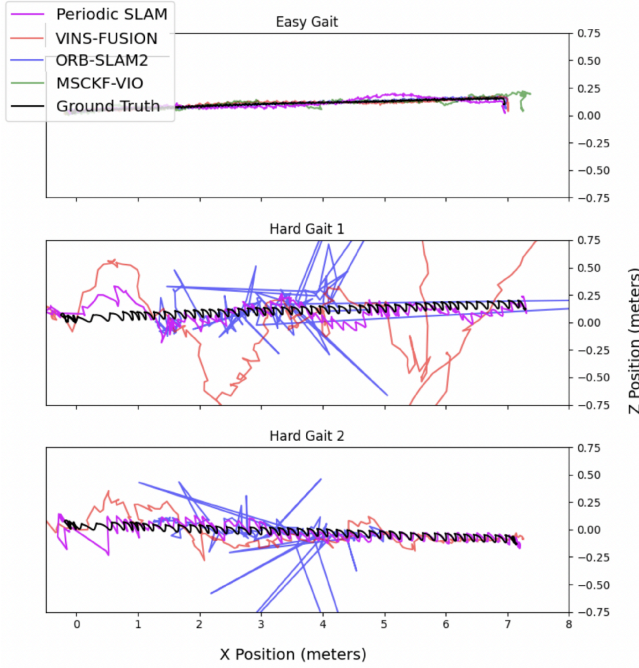 Periodic SLAM
VINS-FUSION
ORB-SLAM2
MSCKF-VIO
Ground Truth
Easy Gait
0.75
0.50
0.25
0.00
−0.25
−0.50
−0.75
Hard Gait 1
0.75
0.50
0.25
0.00
−0.25
−0.50
−0.75
Z Position (meters)
Hard Gait 2
0.75
0.50
0.25
0.00
−0.25
−0.50
−0.75
0 1 2 3 4 5 6 7 8
X Position (meters)